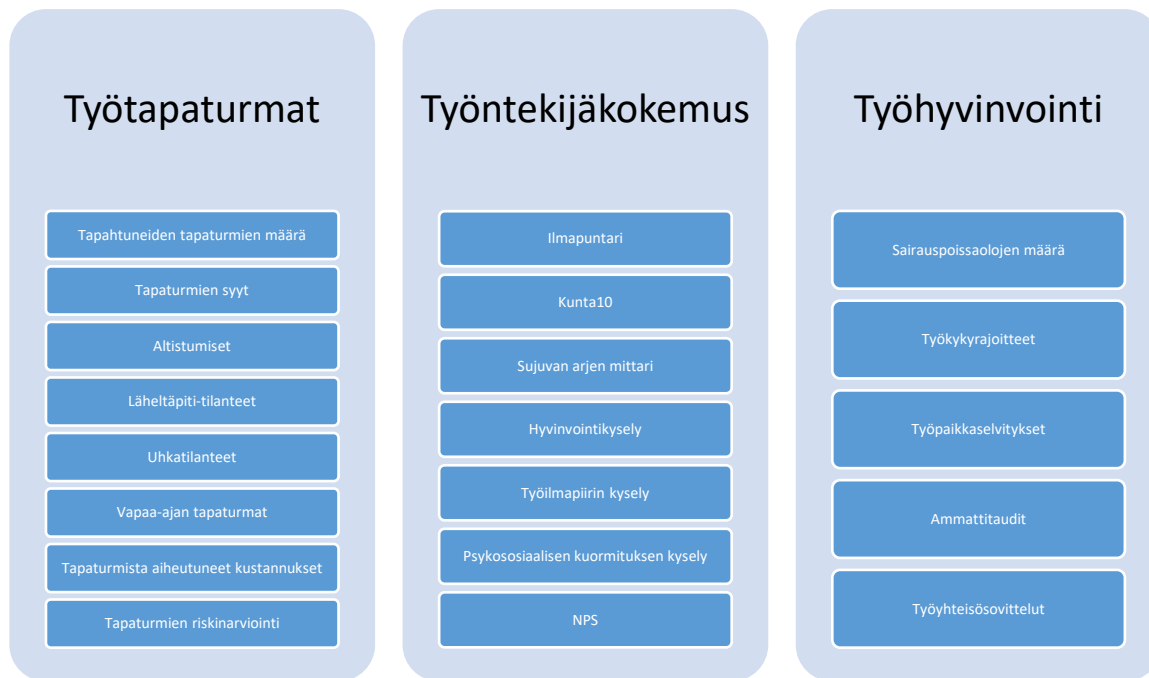 Työtapaturmat
Tapahtuneiden tapaturmien määrä
Tapaturmien syyt
Altistumiset
Läheltäpiti-tilanteet
Uhkatilanteet
Vapaa-ajan tapaturmat
Tapaturmista aiheutuneet kustannukset
Tapaturmien riskinarviointi
Työntekijäkokemus
Ilmapuntari
Kunta10
Sujuvan arjen mittari
Hyvinvointikysely
Työilmapiirin kysely
Psykososiaalisen kuormituksen kysely
NPS
Työhyvinvointi
Sairauspoissaolojen määrä
Työkykyrajoitteet
Työpaikkaselvitykset
Ammattitaudit
Työyhteisösovittelut